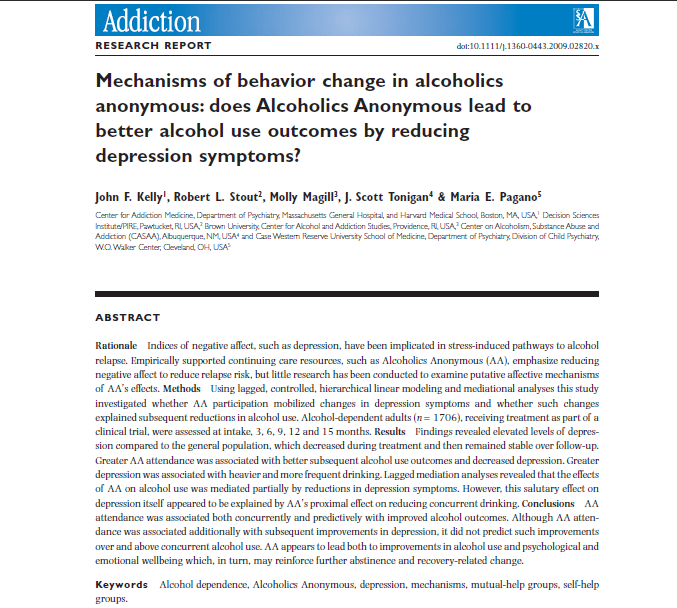 Addiction
SSA
RESEARCH REPORT
doi:10.1111/j.1360-0443.2009.02820.x
Mechanisms of behavior change in alcoholics
anonymous: does Alcoholics Anonymous lead to
better alcohol use outcomes by reducing
depression symptoms?
John F. Kelly¹, Robert L. Stout², Molly Magill³, J. Scott Tonigan⁴ & Maria E. Pagano⁵
Center for Addiction Medicine, Department of Psychiatry, Massachusetts General Hospital, and Harvard Medical School, Boston, MA, USA,¹ Decision Sciences
Institute/PIRE, Pawtucket, RI, USA,² Brown University, Center for Alcohol and Addiction Studies, Providence, RI, USA,³ Center on Alcoholism, Substance Abuse and
Addiction (CASAA), Albuquerque, NM, USA⁴ and Case Western Reserve University School of Medicine, Department of Psychiatry, Division of Child Psychiatry,
W.O. Walker Center, Cleveland, OH, USA⁵
ABSTRACT
Rationale Indices of negative affect, such as depression, have been implicated in stress-induced pathways to alcohol
relapse. Empirically supported continuing care resources, such as Alcoholics Anonymous (AA), emphasize reducing
negative affect to reduce relapse risk, but little research has been conducted to examine putative affective mechanisms
of AA's effects. Methods Using lagged, controlled, hierarchical linear modeling and mediational analyses this study
investigated whether AA participation mobilized changes in depression symptoms and whether such changes
explained subsequent reductions in alcohol use. Alcohol-dependent adults (n = 1706), receiving treatment as part of a
clinical trial, were assessed at intake, 3, 6, 9, 12 and 15 months. Results Findings revealed elevated levels of depres-
sion compared to the general population, which decreased during treatment and then remained stable over follow-up.
Greater AA attendance was associated with better subsequent alcohol use outcomes and decreased depression. Greater
depression was associated with heavier and more frequent drinking. Lagged mediation analyses revealed that the effects
of AA on alcohol use was mediated partially by reductions in depression symptoms. However, this salutary effect on
depression itself appeared to be explained by AA's proximal effect on reducing concurrent drinking. Conclusions AA
attendance was associated both concurrently and predictively with improved alcohol outcomes. Although AA atten-
dance was associated additionally with subsequent improvements in depression, it did not predict such improvements
over and above concurrent alcohol use. AA appears to lead both to improvements in alcohol use and psychological and
emotional wellbeing which, in turn, may reinforce further abstinence and recovery-related change.
Keywords Alcohol dependence, Alcoholics Anonymous, depression, mechanisms, mutual-help groups, self-help
groups.